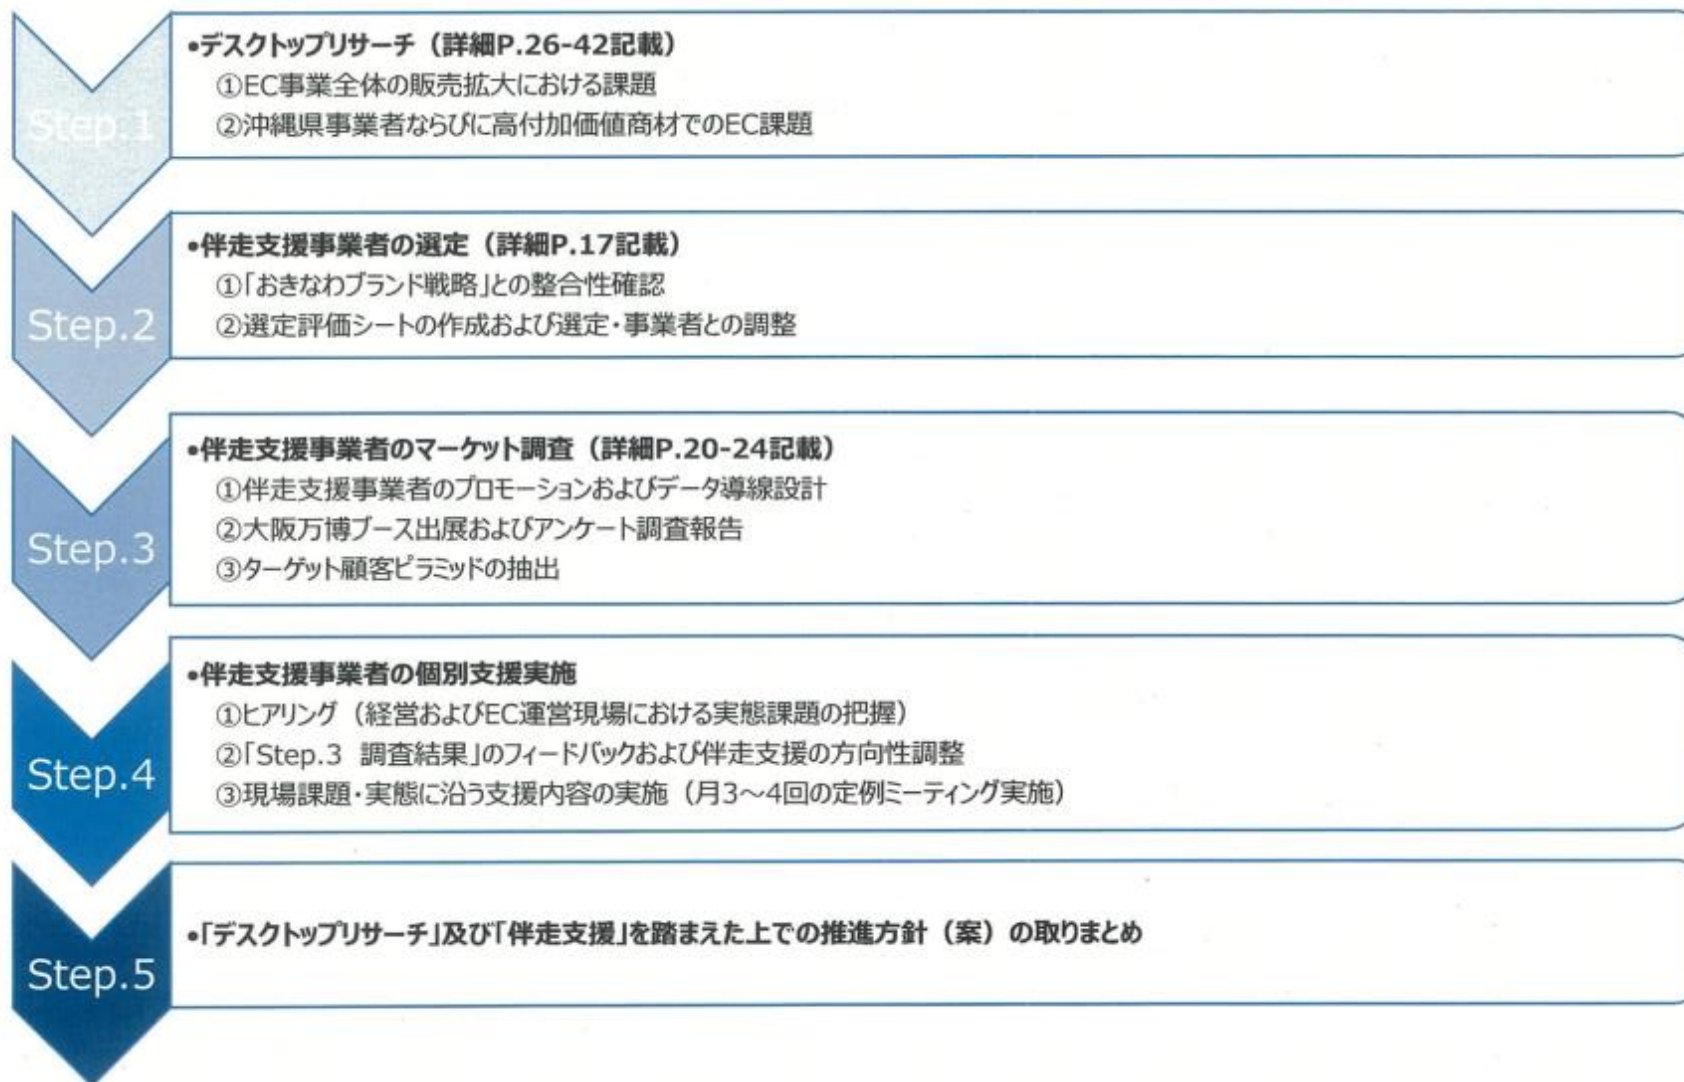 Step.1
•デスクトップリサーチ（詳細P.26-42記載）
①EC事業全体の販売拡大における課題
②沖縄県事業者ならびに高付加価値商材でのEC課題
Step.2
•伴走支援事業者の選定（詳細P.17記載）
①「おきなわブランド戦略」との整合性確認
②選定評価シートの作成および選定・事業者との調整
Step.3
•伴走支援事業者のマーケット調査（詳細P.20-24記載）
①伴走支援事業者のプロモーションおよびデータ導線設計
②大阪万博ブース出展およびアンケート調査報告
③ターゲット顧客ピラミッドの抽出
Step.4
•伴走支援事業者の個別支援実施
①ヒアリング（経営およびEC運営現場における実態課題の把握）
②「Step.3 調査結果」のフィードバックおよび伴走支援の方向性調整
③現場課題・実態に沿う支援内容の実施（月3～4回の定例ミーティング実施）
Step.5
•「デスクトップリサーチ」及び「伴走支援」を踏まえた上での推進方針（案）の取りまとめ